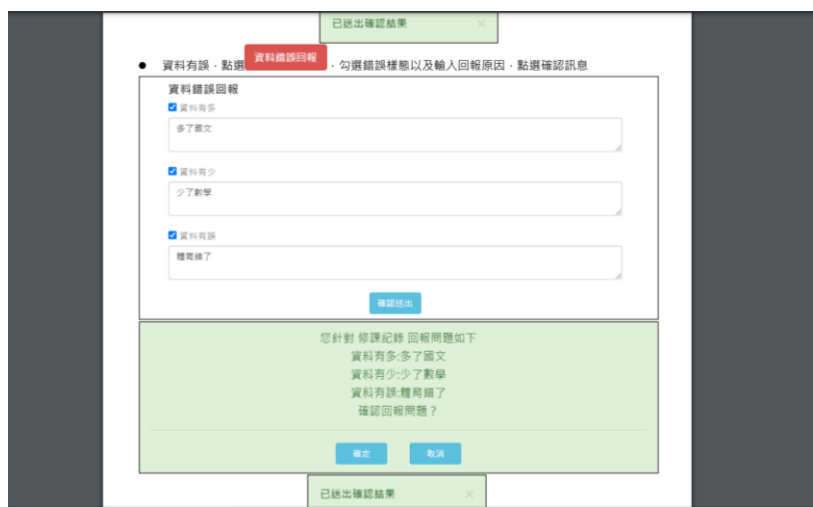 已送出確認結果 ×
● 資料有誤，點選 資料錯誤回報 ，勾選錯誤樣態以及輸入回報原因，點選確認訊息
資料錯誤回報
資料有多
多了國文
資料有少
少了數學
資料有誤
體育錯了
確認送出
您針對 修課紀錄 回報問題如下
資料有多:多了國文
資料有少:少了數學
資料有誤:體育錯了
確認回報問題？
確定 取消
已送出確認結果 ×